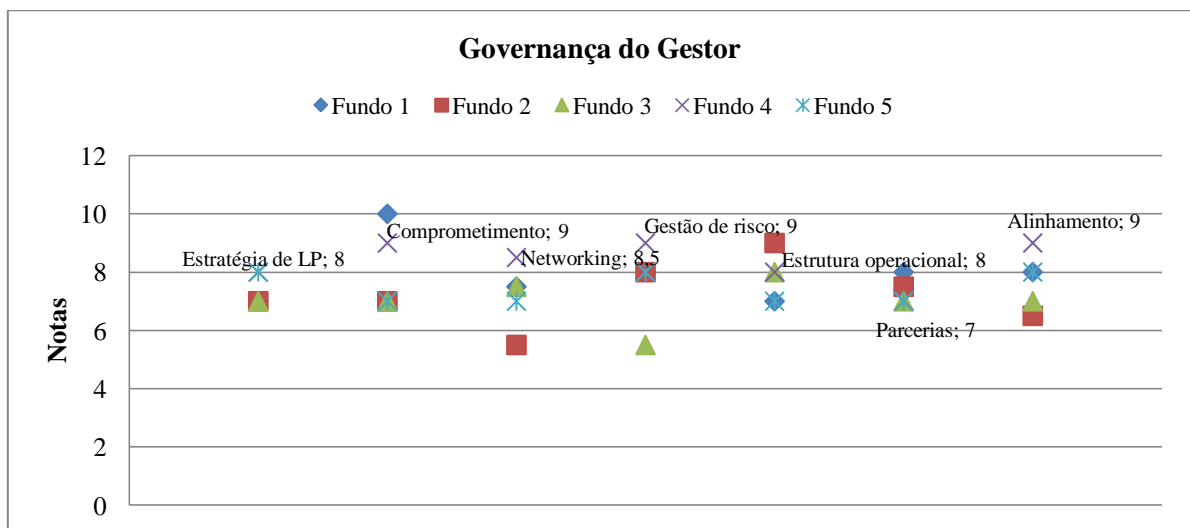 Governança do Gestor
Fundo 1 Fundo 2 Fundo 3 Fundo 4 Fundo 5
Notas
12
10
8
6
4
2
0
Estratégia de LP; 8
Comprometimento; 9
Networking; 8,5
Gestão de risco; 9
Estrutura operacional; 8
Parcerias; 7
Alinhamento; 9